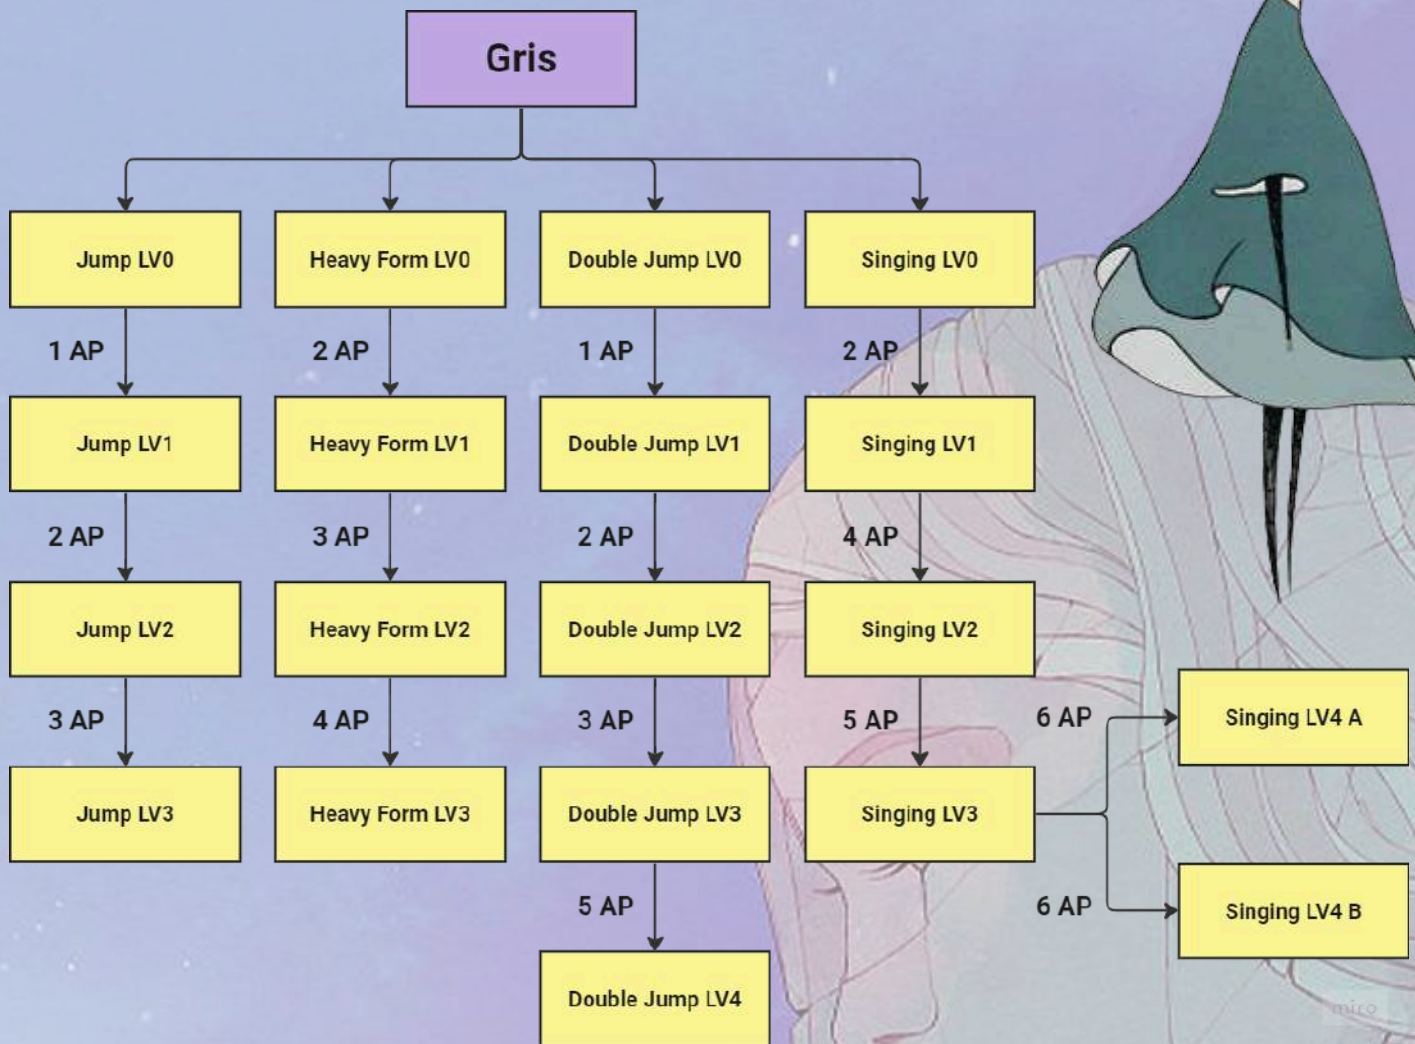 Gris
Jump LV0
Heavy Form LV0
Double Jump LV0
Singing LV0
1 AP
2 AP
1 AP
2 AP
Jump LV1
Heavy Form LV1
Double Jump LV1
Singing LV1
2 AP
3 AP
2 AP
4 AP
Jump LV2
Heavy Form LV2
Double Jump LV2
Singing LV2
3 AP
4 AP
3 AP
5 AP
6 AP
Singing LV4 A
Jump LV3
Heavy Form LV3
Double Jump LV3
Singing LV3
5 AP
6 AP
Singing LV4 B
Double Jump LV4
miro